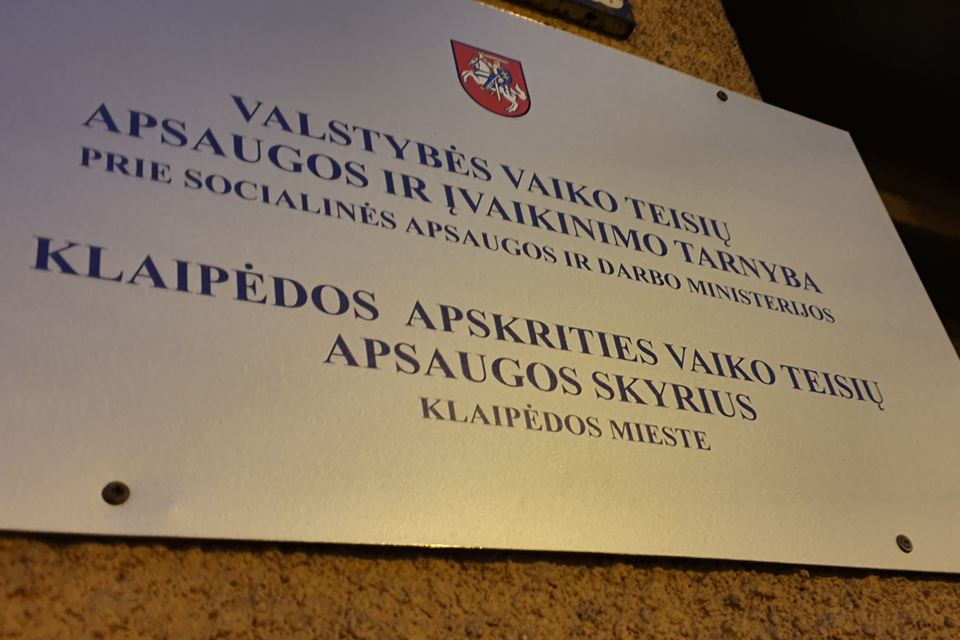 VALSTYBĖS VAIKO TEISIŲ
APSAUGOS IR ĮVAIKINIMO TARNYBA
PRIE SOCIALINĖS APSAUGOS IR DARBO MINISTERIJOS
KLAIPĖDOS APSKRITIES VAIKO TEISIŲ
APSAUGOS SKYRIUS
KLAIPĖDOS MIESTE